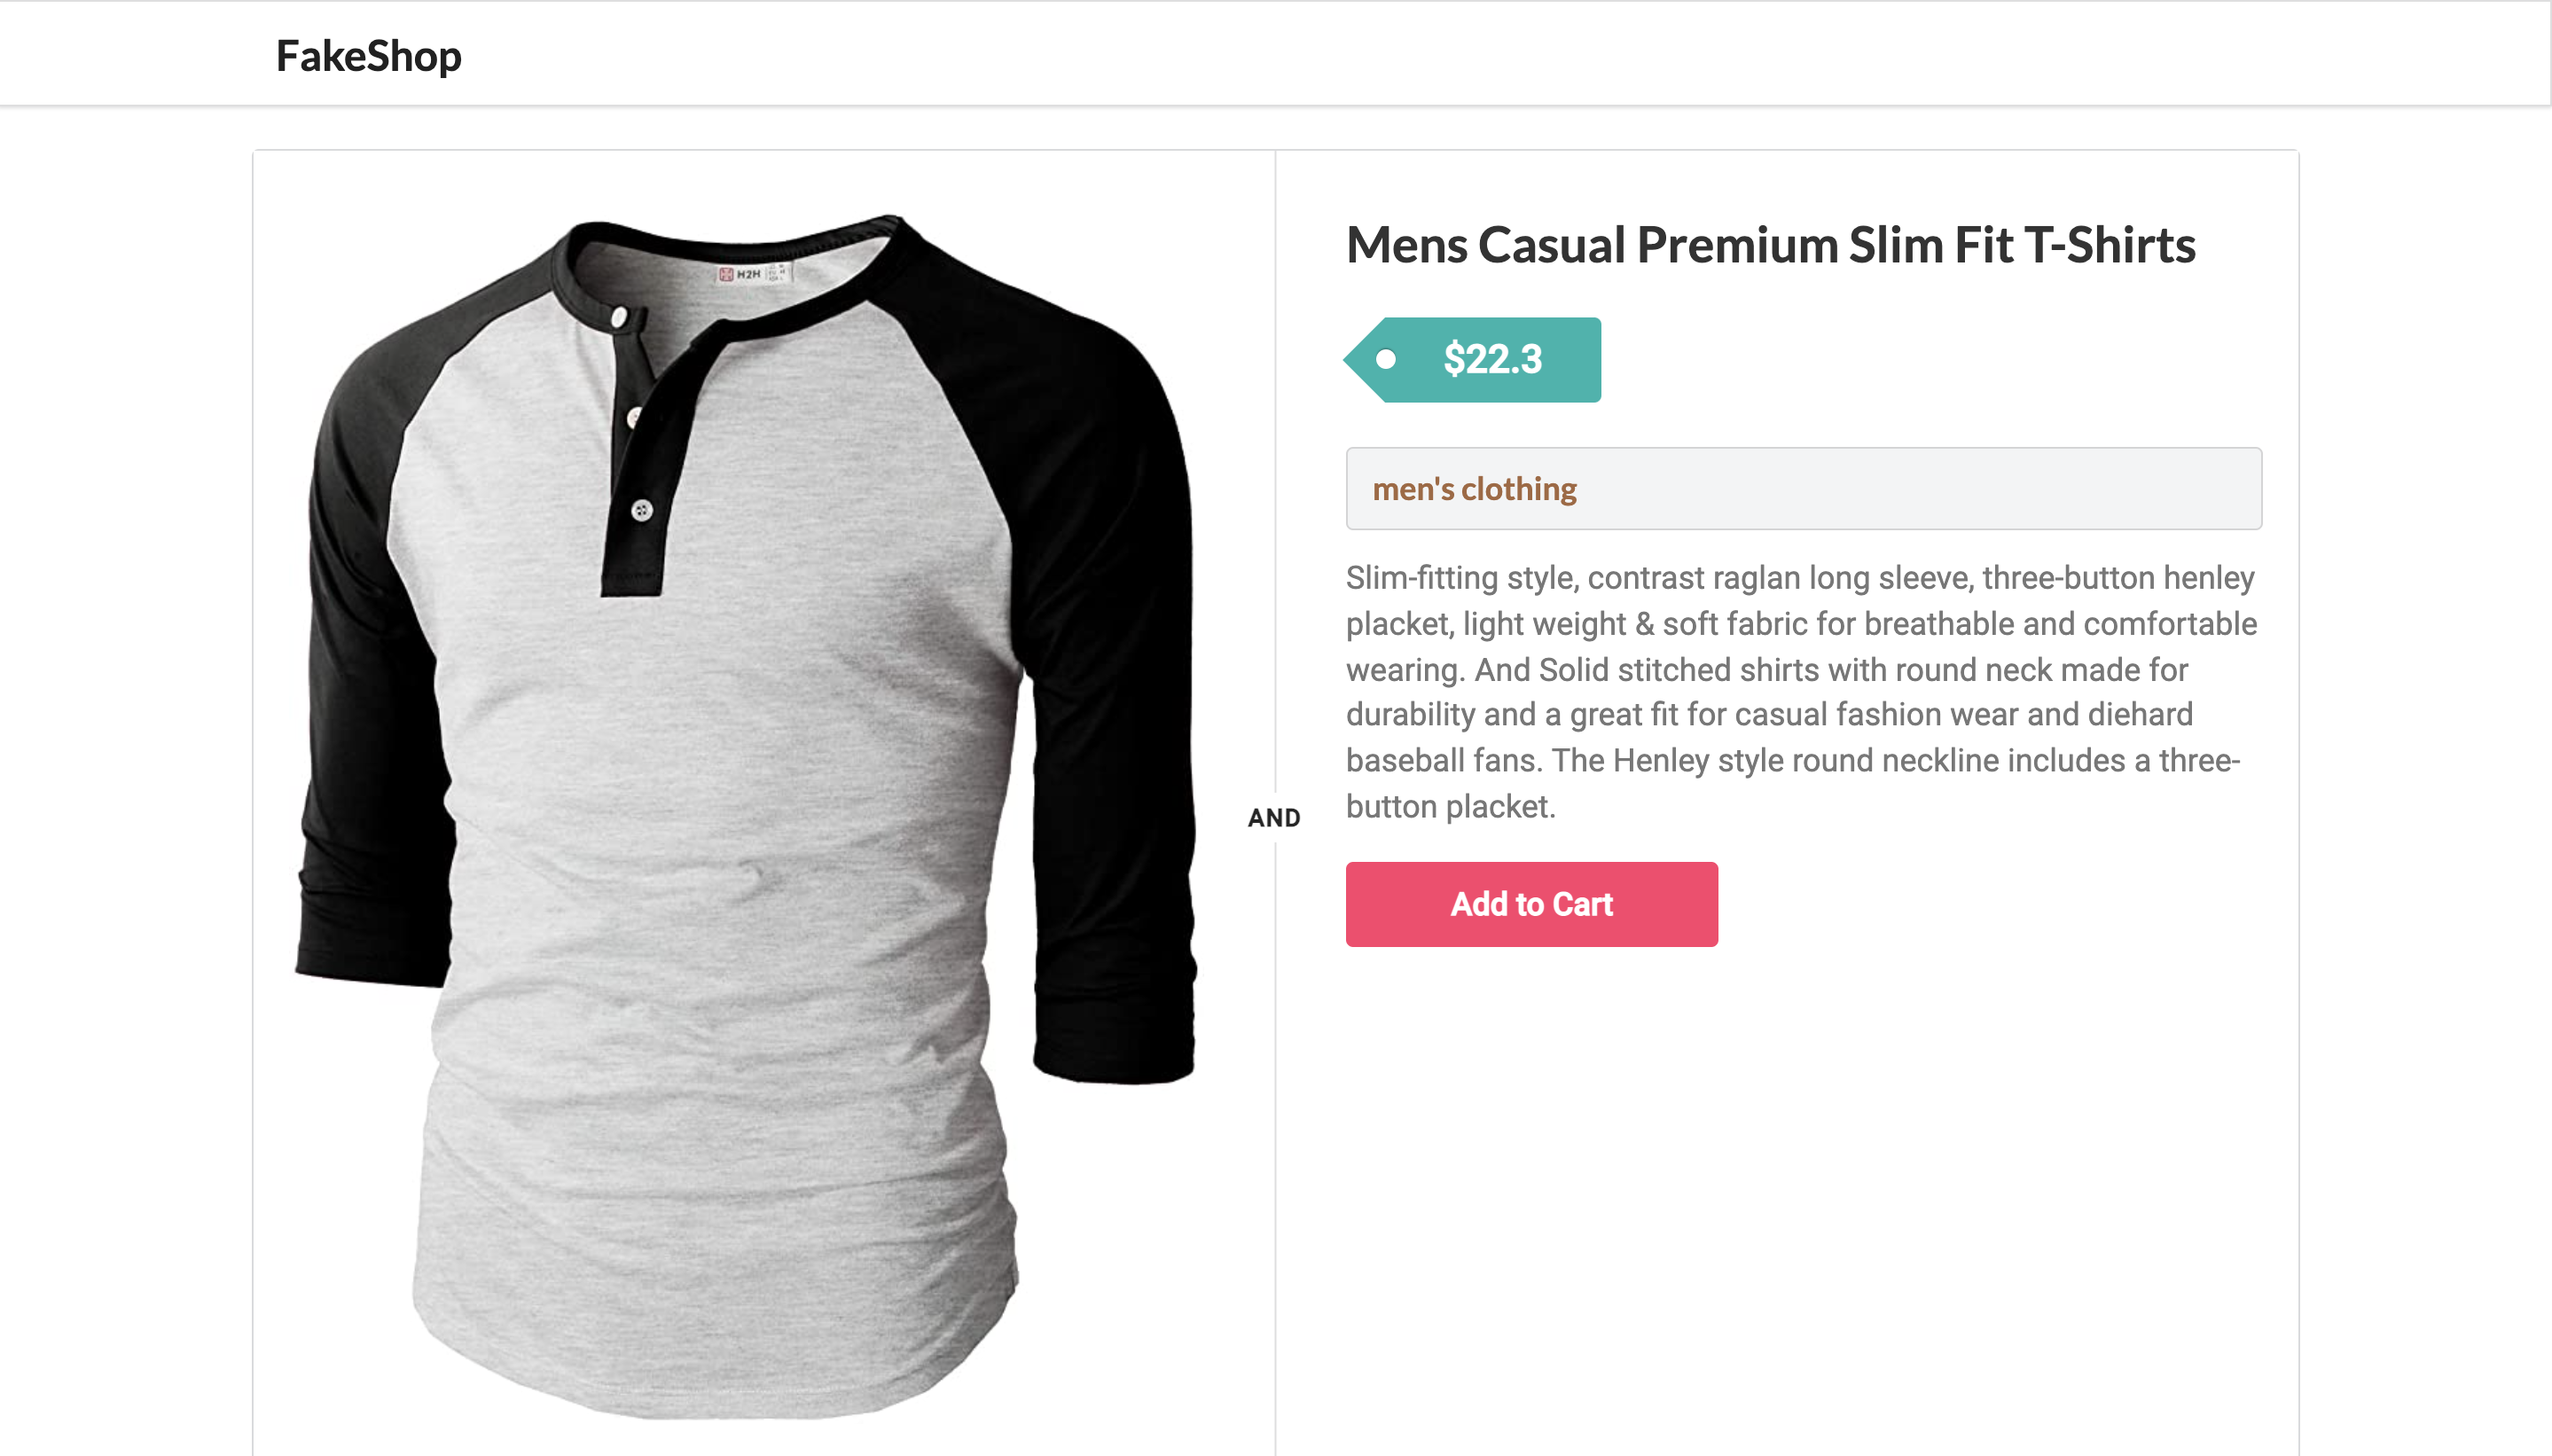 FakeShop
H2H
Mens Casual Premium Slim Fit T-Shirts
$22.3
men's clothing
Slim-fitting style, contrast raglan long sleeve, three-button henley
placket, light weight & soft fabric for breathable and comfortable
wearing. And Solid stitched shirts with round neck made for
durability and a great fit for casual fashion wear and diehard
baseball fans. The Henley style round neckline includes a three-
button placket.
AND
Add to Cart